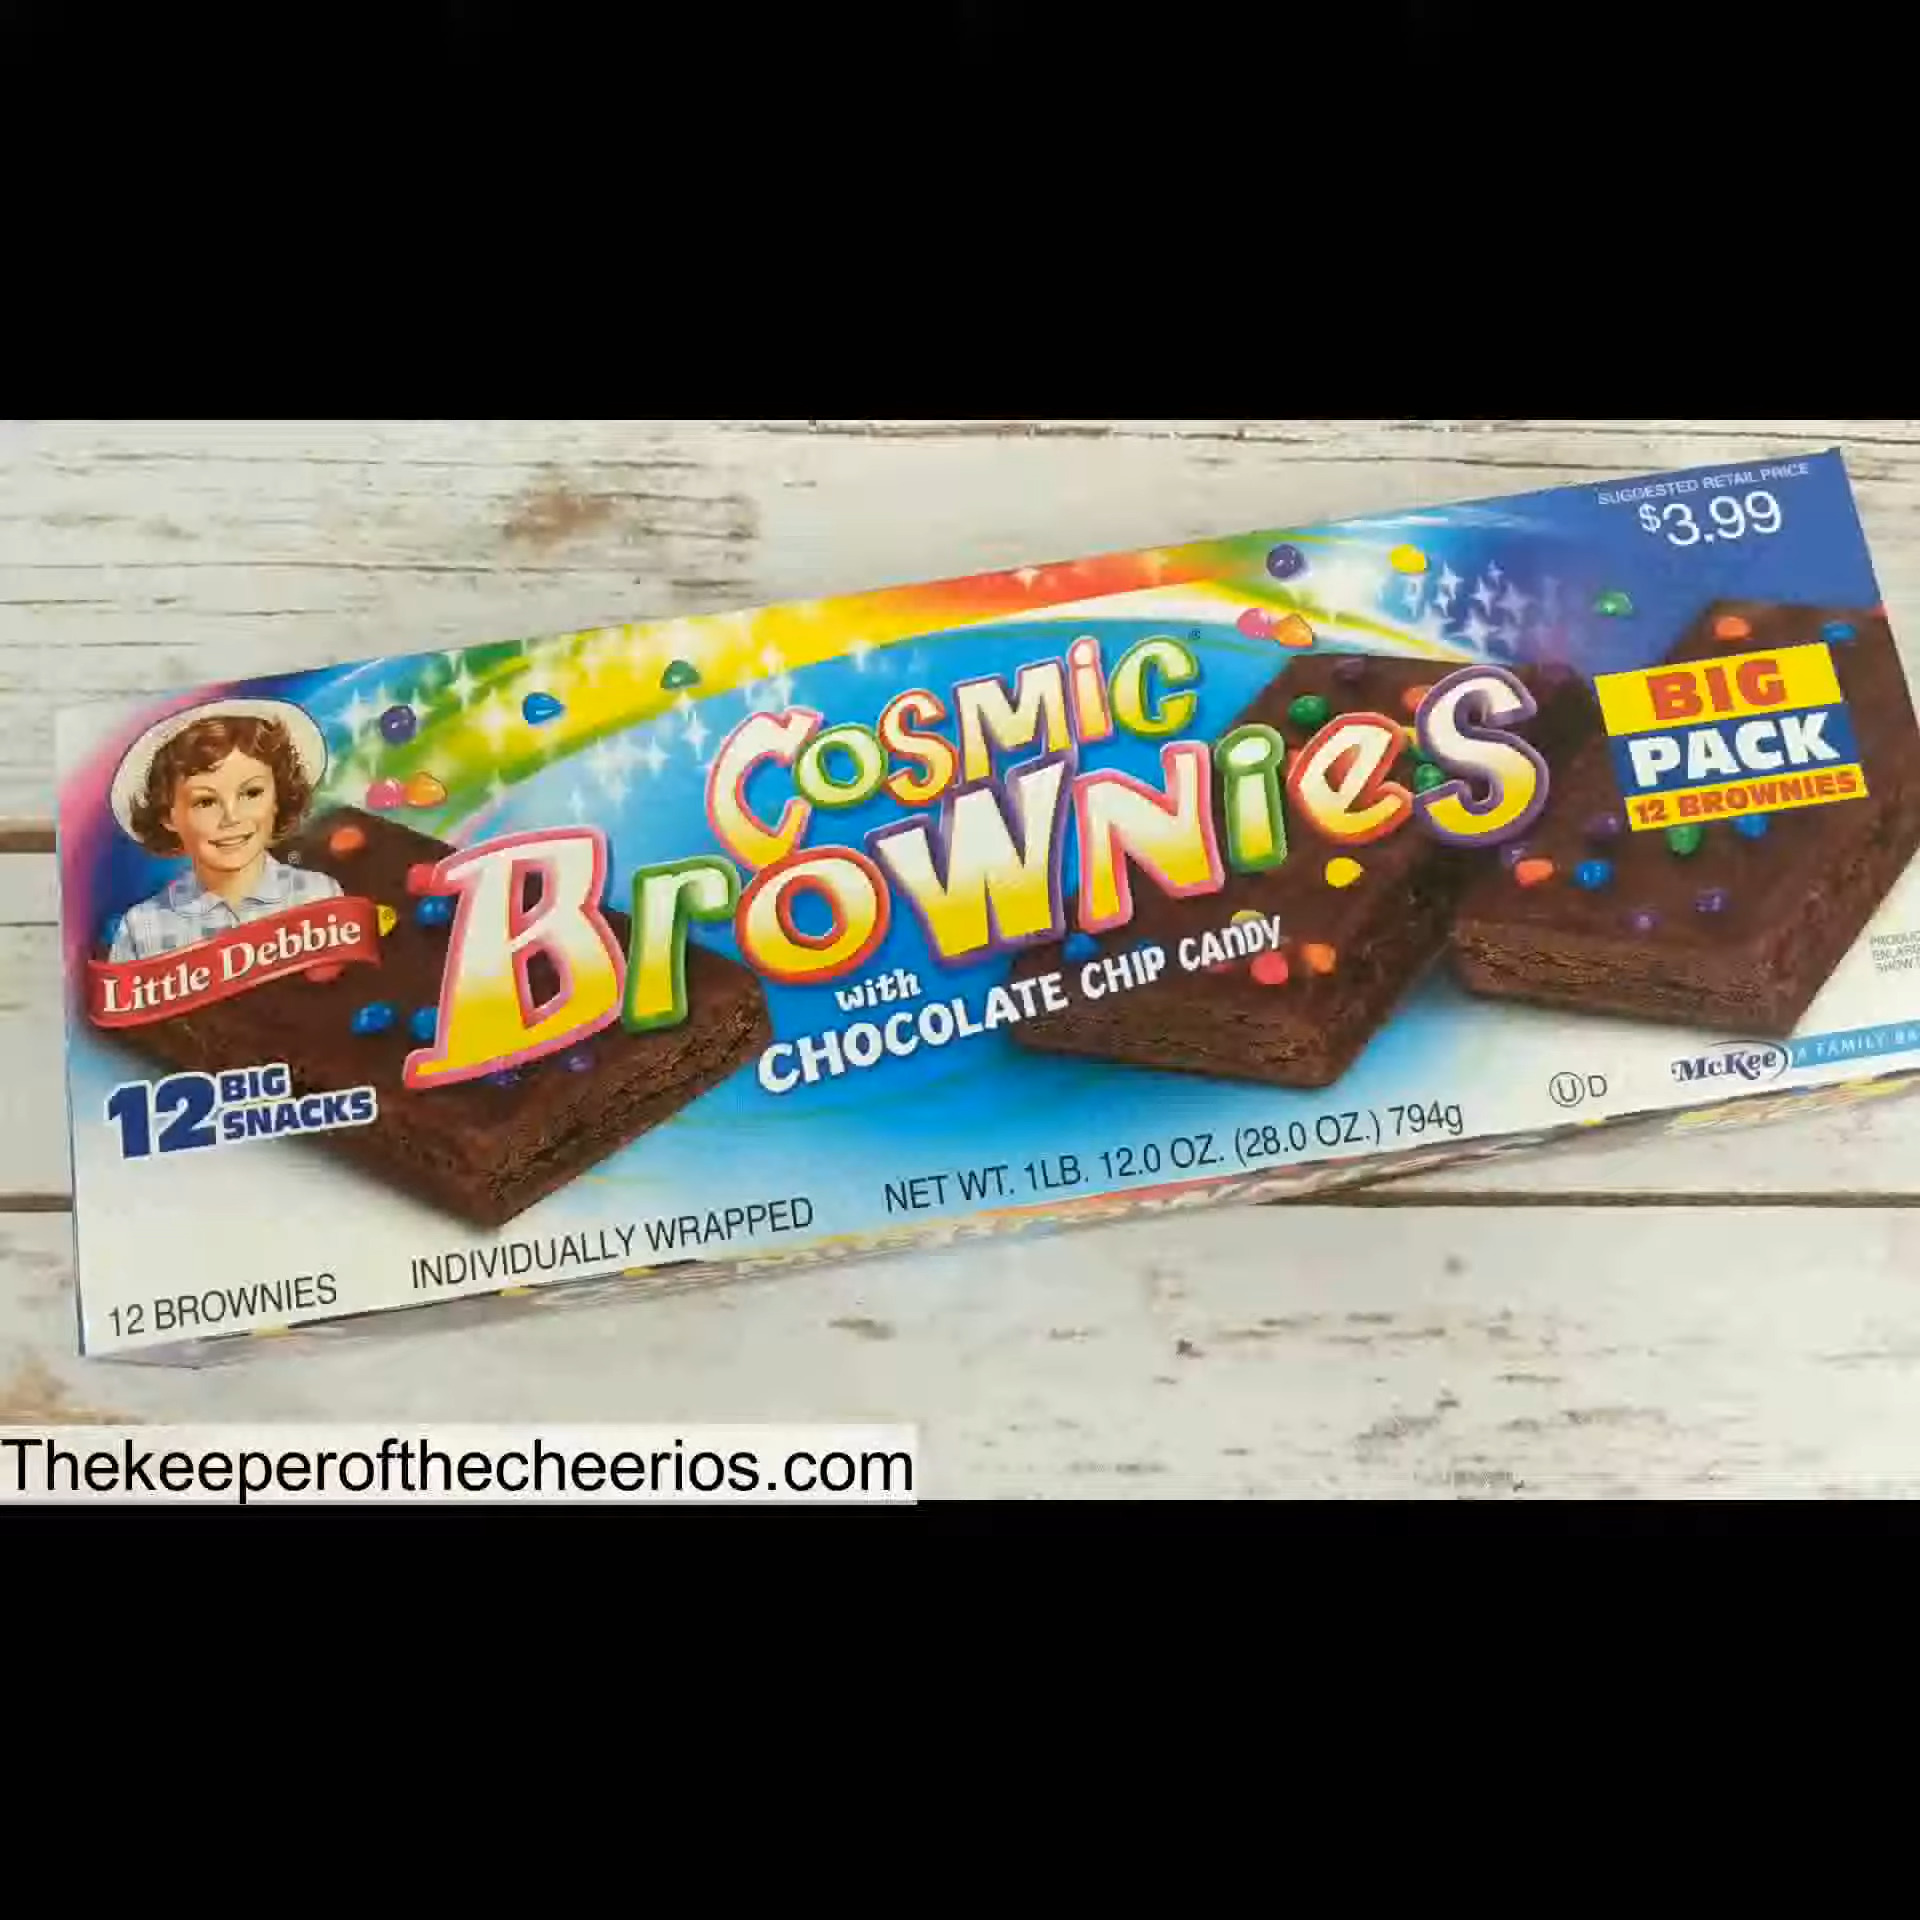 SUGGESTED RETAIL PRICE
$3.99
COSMIC
BROWNIES
with
CHOCOLATE CHIP CANDY
BIG
PACK
12 BROWNIES
Little Debbie
12 BIG
SNACKS
McKee A FAMILY
U D
12 BROWNIES INDIVIDUALLY WRAPPED NET WT. 1LB. 12.0 OZ. (28.0 OZ.) 794g
Thekeeperofthecheerios.com